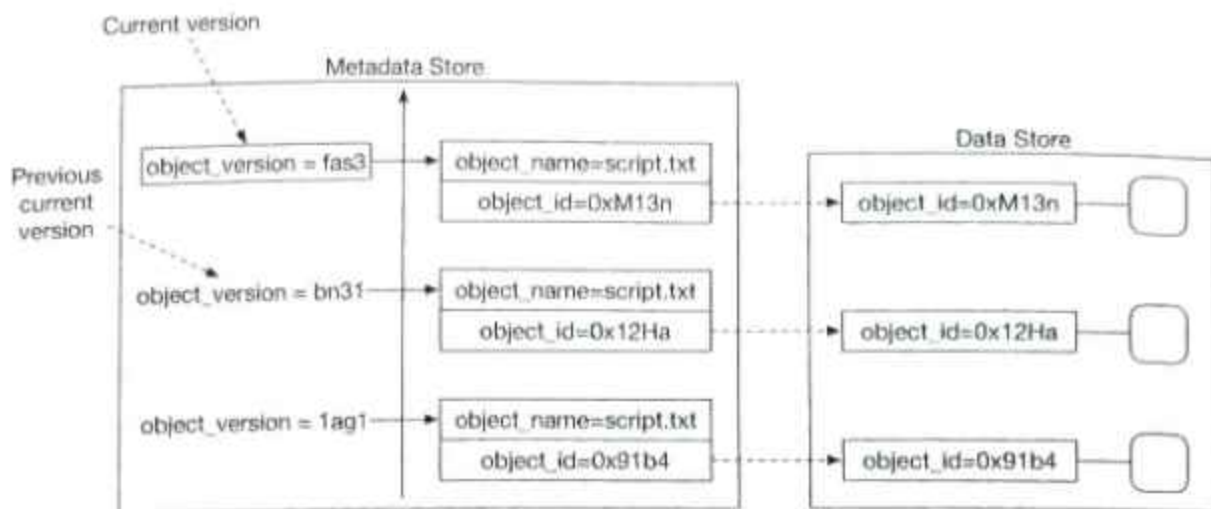 Current version
Metadata Store
Data Store
object_version = fas3
object_name=script.txt
object_id=0xM13n
object_id=0xM13n
Previous
current
version
object_version = bn31
object_name=script.txt
object_id=0x12Ha
object_id=0x12Ha
object_version = 1ag1
object_name=script.txt
object_id=0x91b4
object_id=0x91b4